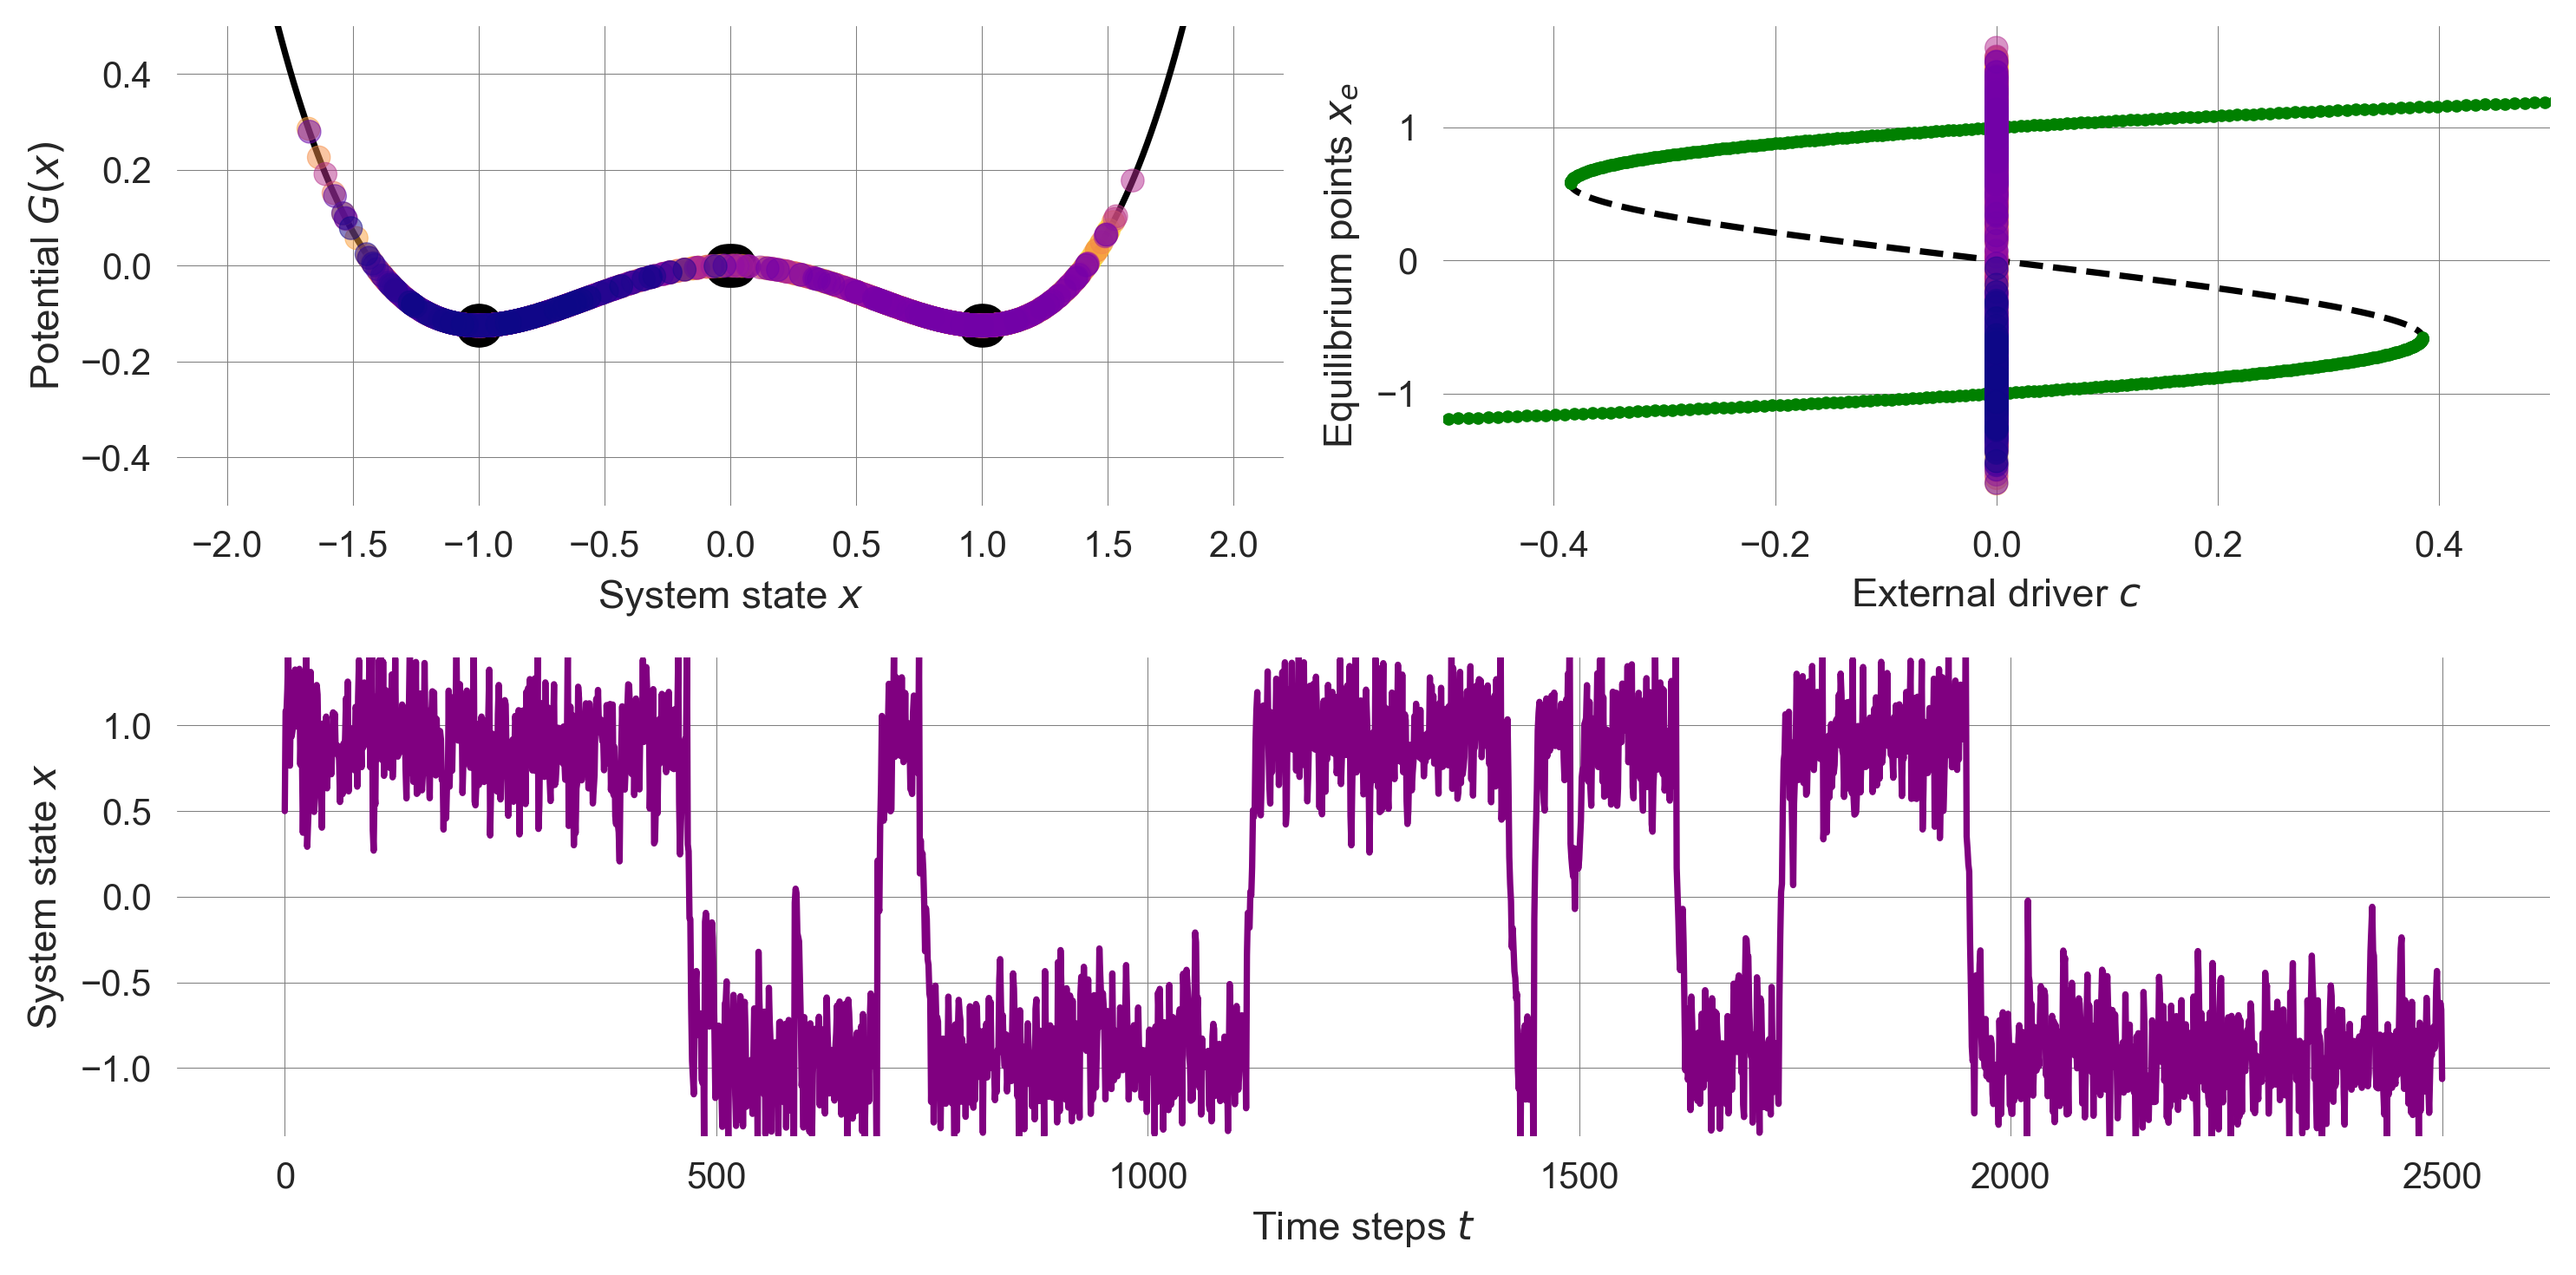 0.4
0.2
0.0
−0.2
−0.4
Potential G(x)
−2.0 −1.5 −1.0 −0.5 0.0 0.5 1.0 1.5 2.0
System state x
1
0
−1
Equilibrium points xₑ
−0.4 −0.2 0.0 0.2 0.4
External driver c
1.0
0.5
0.0
−0.5
−1.0
System state x
0 500 1000 1500 2000 2500
Time steps t